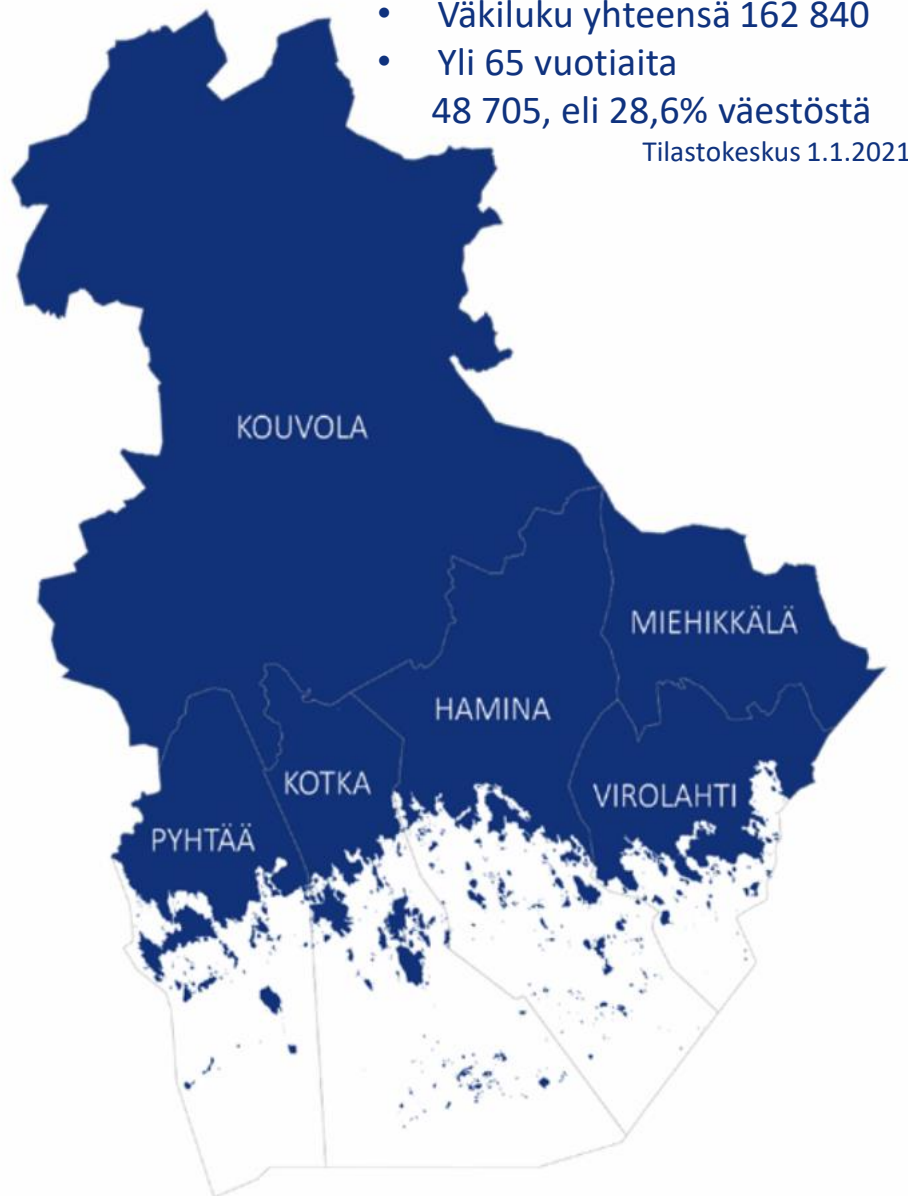 • Väkiluku yhteensä 162 840
• Yli 65 vuotiaita
48 705, eli 28,6% väestöstä
Tilastokeskus 1.1.2021
KOUVOLA
MIEHIKKÄLÄ
HAMINA
KOTKA
VIROLAHTI
PYHTÄÄ